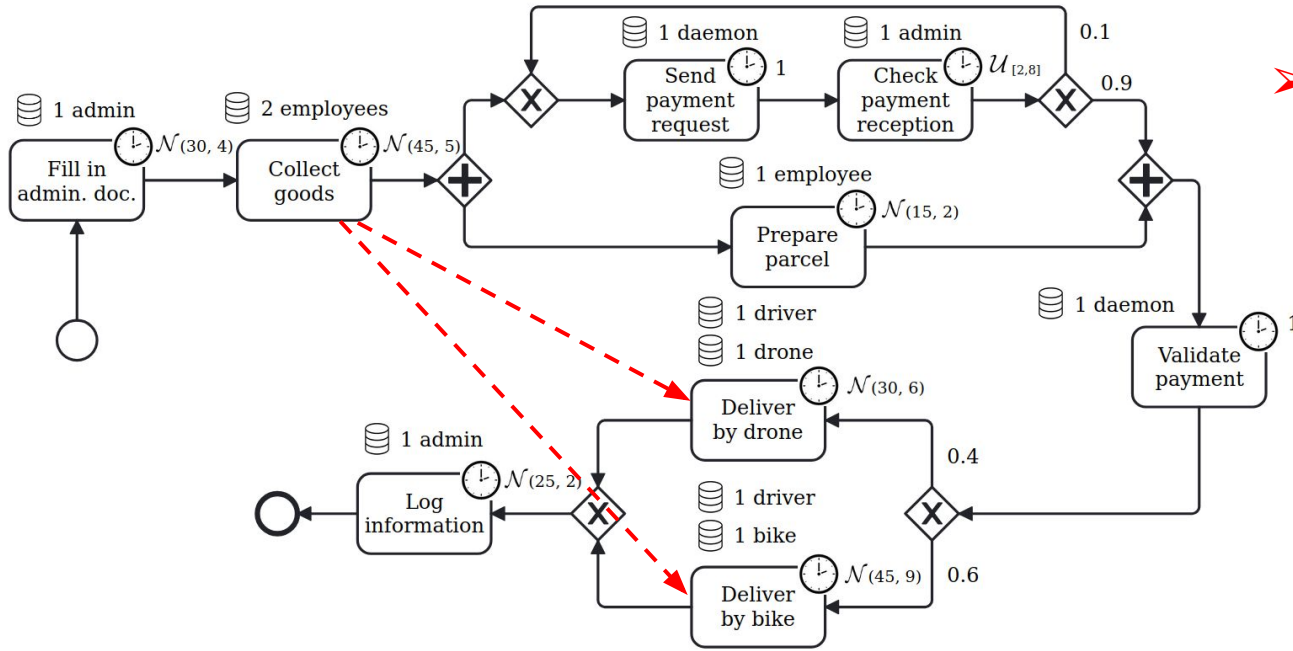 1 daemon
1 admin
0.1
Send
payment
request
1
Check
payment
reception
𝒰[2,8]
0.9
1 admin
Fill in
admin. doc.
𝒩(30, 4)
2 employees
Collect
goods
𝒩(45, 5)
1 employee
Prepare
parcel
𝒩(15, 2)
1 daemon
Validate
payment
1
1 driver
1 drone
Deliver
by drone
𝒩(30, 6)
0.4
1 driver
1 bike
Deliver
by bike
𝒩(45, 9)
0.6
1 admin
Log
information
𝒩(25, 2)